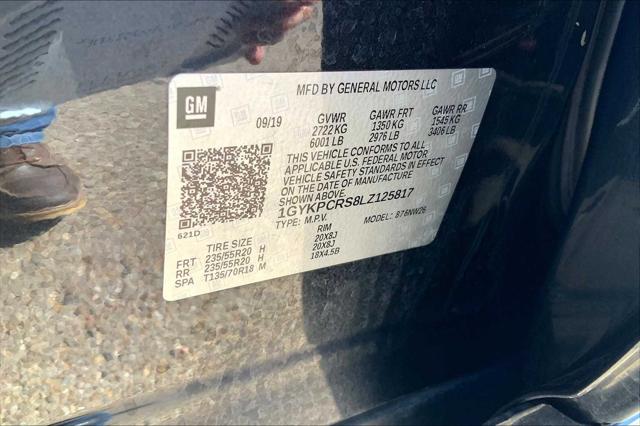 GM
MFD BY GENERAL MOTORS LLC
09/19 GVWR GAWR FRT GAWR RR
2722 KG 1350 KG 1545 KG
6001 LB 2976 LB 3406 LB
THIS VEHICLE CONFORMS TO ALL
APPLICABLE U.S. FEDERAL MOTOR
VEHICLE SAFETY STANDARDS IN EFFECT
ON THE DATE OF MANUFACTURE
SHOWN ABOVE.
1GYKPCRS8LZ125817
TYPE: M.P.V. MODEL: 876NW26
621D
TIRE SIZE RIM
FRT 235/55R20 H 20X8J
RR 235/55R20 H 20X8J
SPA T135/70R18 M 18X4.5B